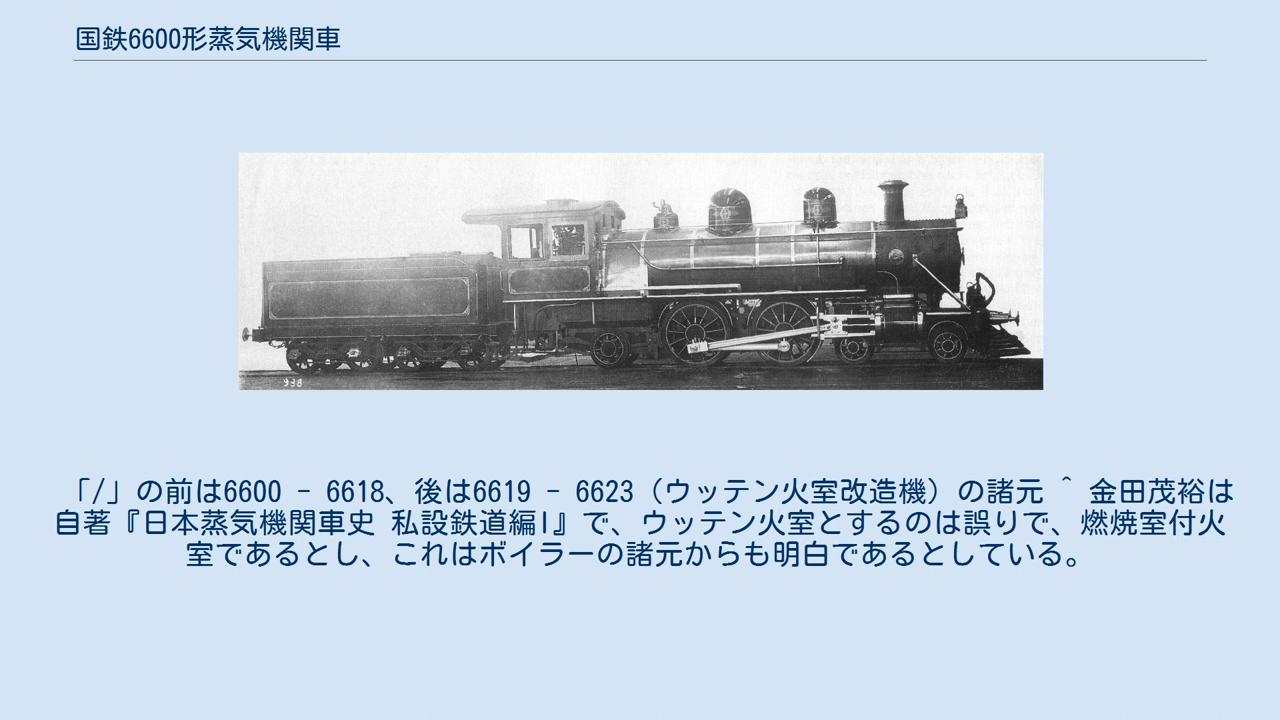 国鉄6600形蒸気機関車
938
「/」の前は6600 - 6618、後は6619 - 6623（ウッテン火室改造機）の諸元 ^ 金田茂裕は
自著『日本蒸気機関車史 私設鉄道編I』で、ウッテン火室とするのは誤りで、燃焼室付火
室であるとし、これはボイラーの諸元からも明白であるとしている。